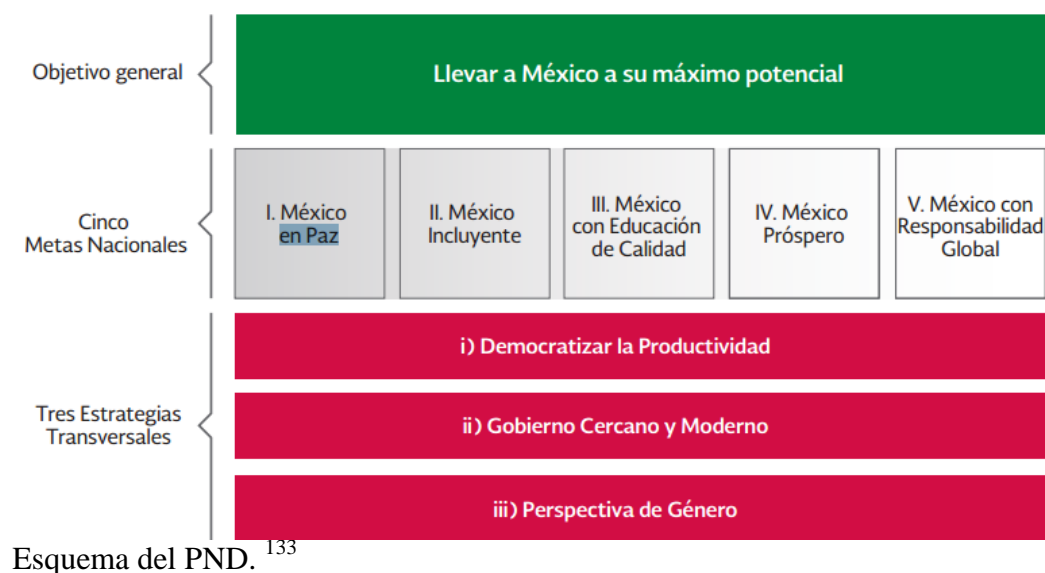 Objetivo general
Llevar a México a su máximo potencial
Cinco
Metas Nacionales
I. México
en Paz
II. México
Incluyente
III. México
con Educación
de Calidad
IV. México
Próspero
V. México con
Responsabilidad
Global
Tres Estrategias
Transversales
i) Democratizar la Productividad
ii) Gobierno Cercano y Moderno
iii) Perspectiva de Género
Esquema del PND. 133